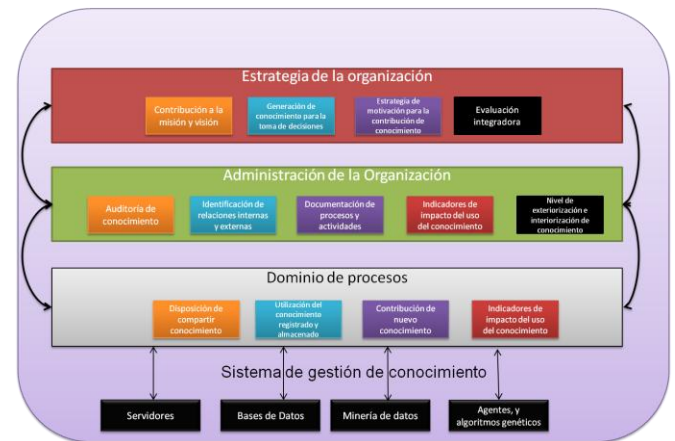 Estrategia de la organización
Contribución a la
misión y visión
Generación de
conocimiento para la
toma de decisiones
Estrategia de
motivación para la
contribución de
conocimiento
Evaluación
integradora
Administración de la Organización
Auditoría de
conocimiento
Identificación de
relaciones internas
y externas
Documentación de
procesos y
actividades
Indicadores de
impacto del uso
del conocimiento
Nivel de
exteriorización e
interiorización de
conocimiento
Dominio de procesos
Disposición de
compartir
conocimiento
Utilización del
conocimiento
registrado y
almacenado
Contribución de
nuevo
conocimiento
Indicadores de
impacto del uso
del conocimiento
Sistema de gestión de conocimiento
Servidores
Bases de Datos
Minería de datos
Agentes, y
algoritmos genéticos